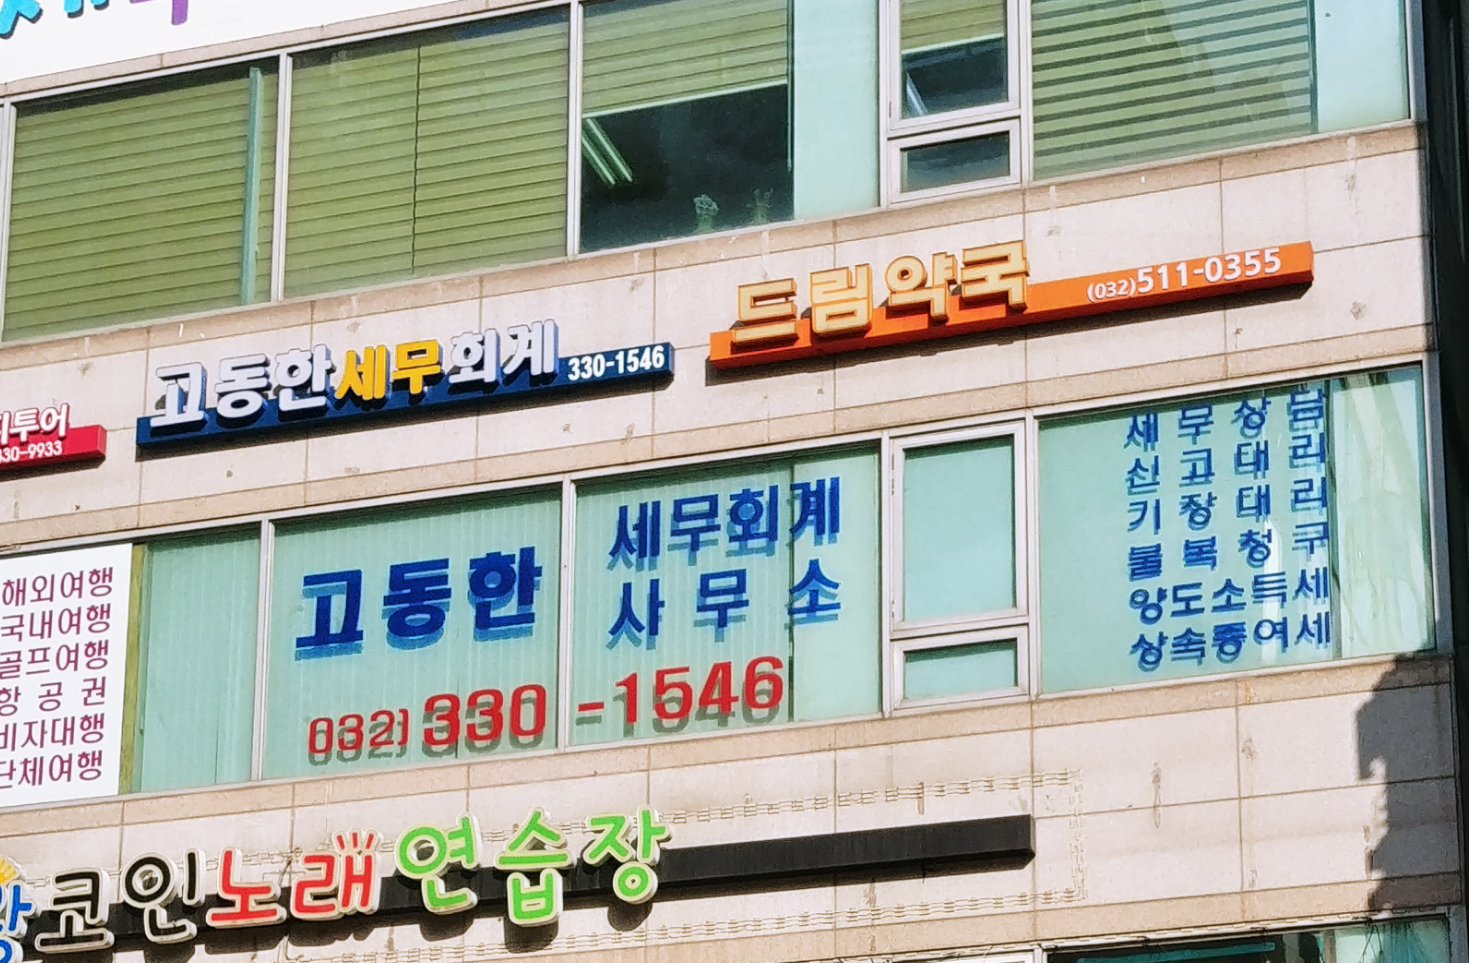 드림약국 (032)511-0355
고동한세무회계 330-1546
투어
430-9933
고동한 세무회계
사무소
032) 330-1546
세무상담
신고대리
기장대리
불복청구
양도소득세
상속증여세
해외여행
국내여행
골프여행
항공권
비자대행
단체여행
코인노래연습장